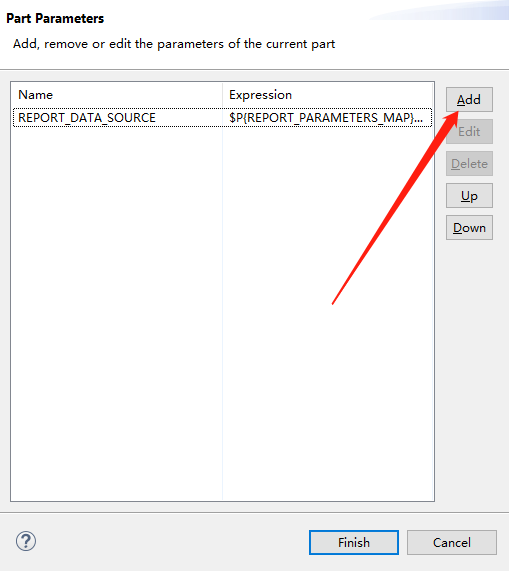 Part Parameters
Add, remove or edit the parameters of the current part
Name Expression
REPORT_DATA_SOURCE $P{REPORT_PARAMETERS_MAP}...
Add
Edit
Delete
Up
Down
?
Finish Cancel